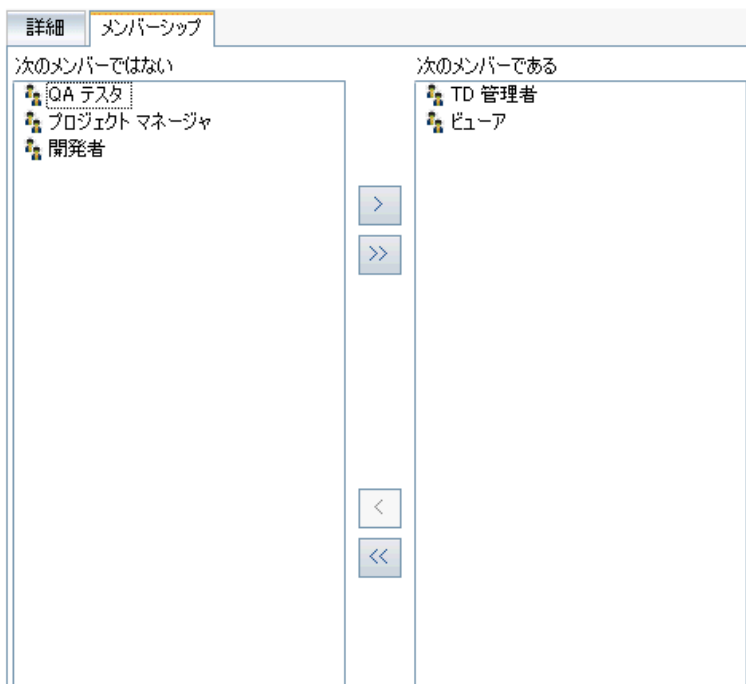 詳細 メンバーシップ
次のメンバーではない 次のメンバーである
QA テスタ
プロジェクト マネージャ
開発者
TD 管理者
ビューア
>
>>
<
<<